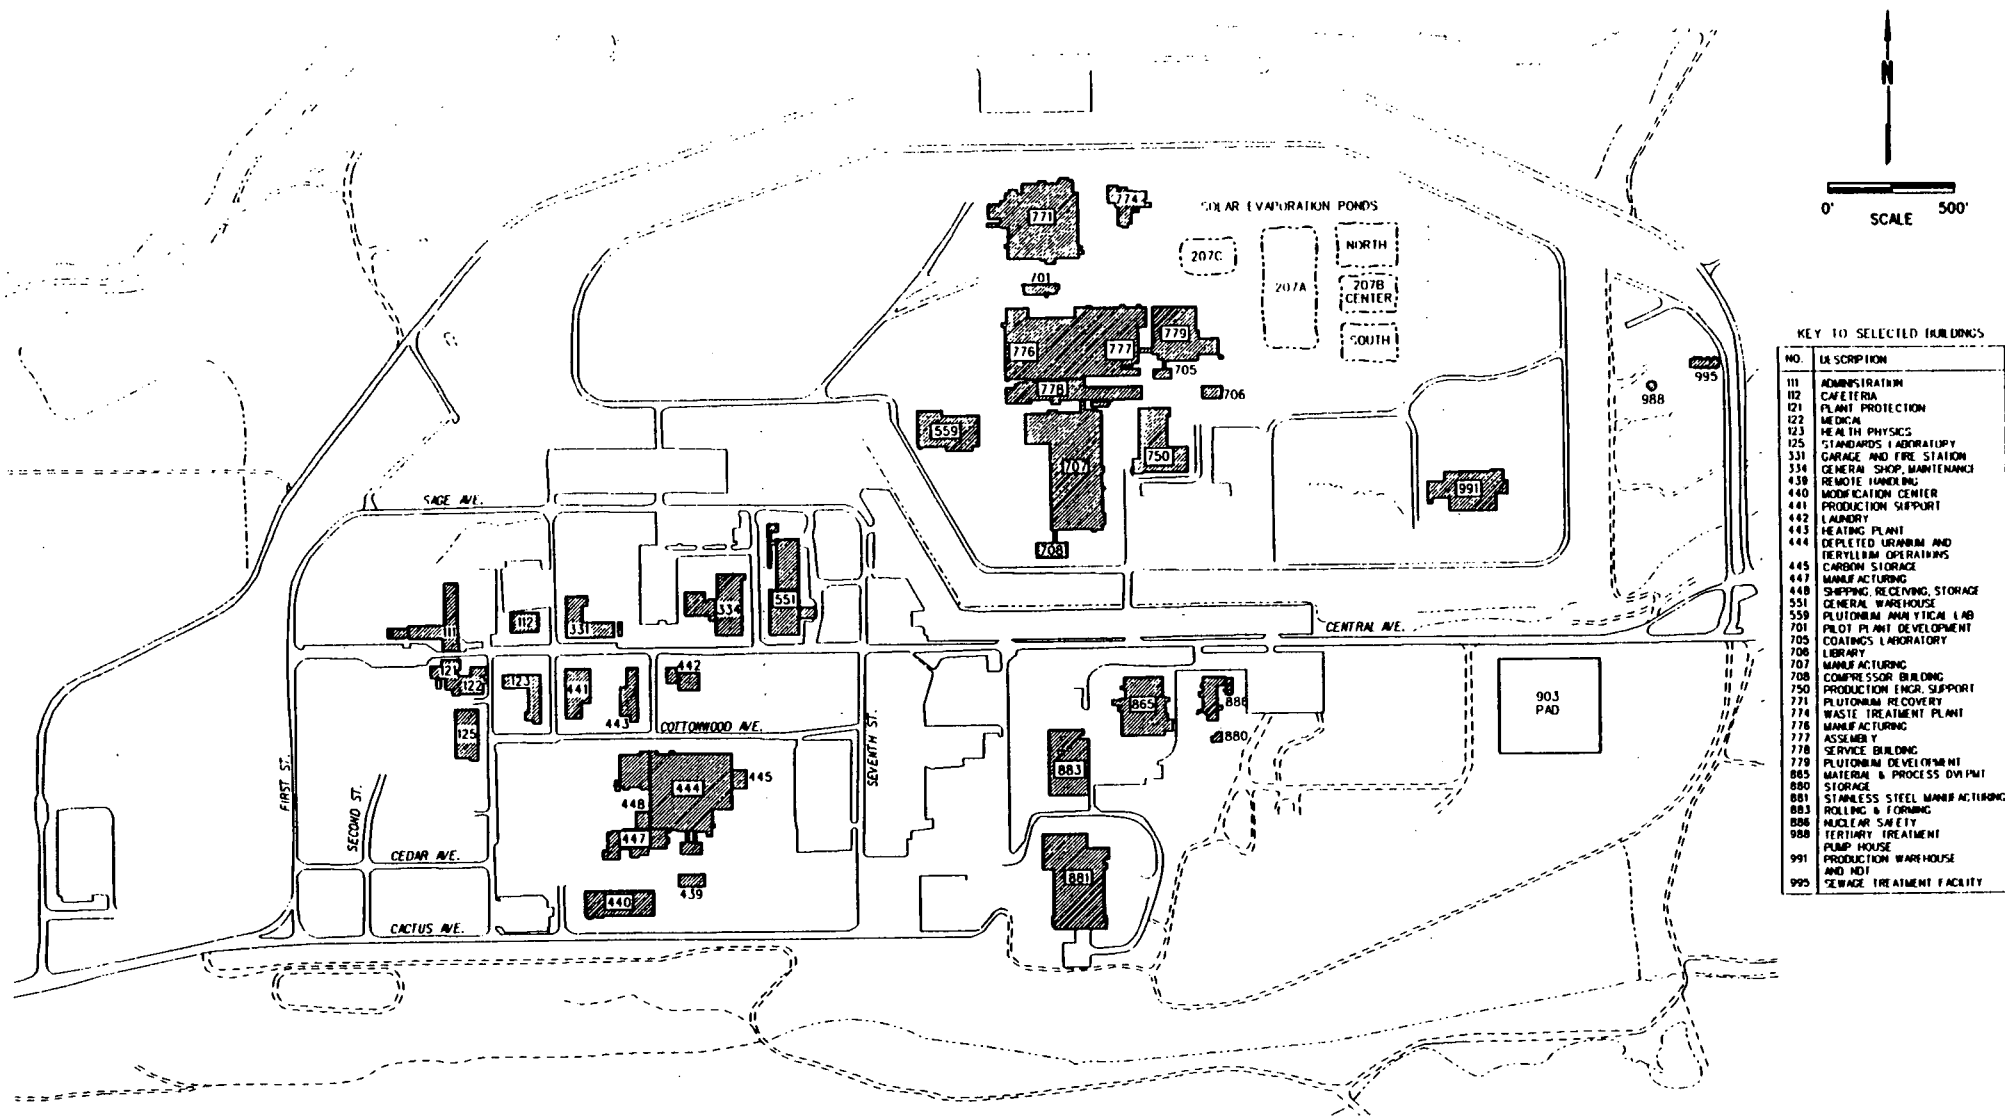 N
0' 500'
SCALE
771
774
SOLAR EVAPORATION PONDS
207C
207A
NORTH
207B
CENTER
SOUTH
701
776
777
779
705
706
778
559
707
750
708
991
988
995
SAGE AVE.
334
551
111
112
331
CENTRAL AVE.
121
122
123
441
443
442
125
COTTONWOOD AVE.
865
886
880
883
903
PAD
FIRST ST.
SECOND ST.
SEVENTH ST.
444
445
448
447
439
440
881
CEDAR AVE.
CACTUS AVE.
KEY TO SELECTED BUILDINGS
NO. DESCRIPTION
111 ADMINISTRATION
112 CAFETERIA
121 PLANT PROTECTION
122 MEDICAL
123 HEALTH PHYSICS
125 STANDARDS LABORATORY
331 GARAGE AND FIRE STATION
334 GENERAL SHOP, MAINTENANCE
439 REMOTE HANDLING
440 MODIFICATION CENTER
441 PRODUCTION SUPPORT
442 LAUNDRY
443 HEATING PLANT
444 DEPLETED URANIUM AND
BERYLLIUM OPERATIONS
445 CARBON STORAGE
447 MANUFACTURING
448 SHIPPING, RECEIVING, STORAGE
551 GENERAL WAREHOUSE
559 PLUTONIUM ANALYTICAL LAB
701 PILOT PLANT DEVELOPMENT
705 COATINGS LABORATORY
706 LIBRARY
707 MANUFACTURING
708 COMPRESSOR BUILDING
750 PRODUCTION ENGR. SUPPORT
771 PLUTONIUM RECOVERY
774 WASTE TREATMENT PLANT
776 MANUFACTURING
777 ASSEMBLY
778 SERVICE BUILDING
779 PLUTONIUM DEVELOPMENT
865 MATERIAL & PROCESS DVLPMT
880 STORAGE
881 STAINLESS STEEL MANUFACTURING
883 ROLLING & FORMING
886 NUCLEAR SAFETY
988 TERTIARY TREATMENT
PUMP HOUSE
991 PRODUCTION WAREHOUSE
AND NDT
995 SEWAGE TREATMENT FACILITY